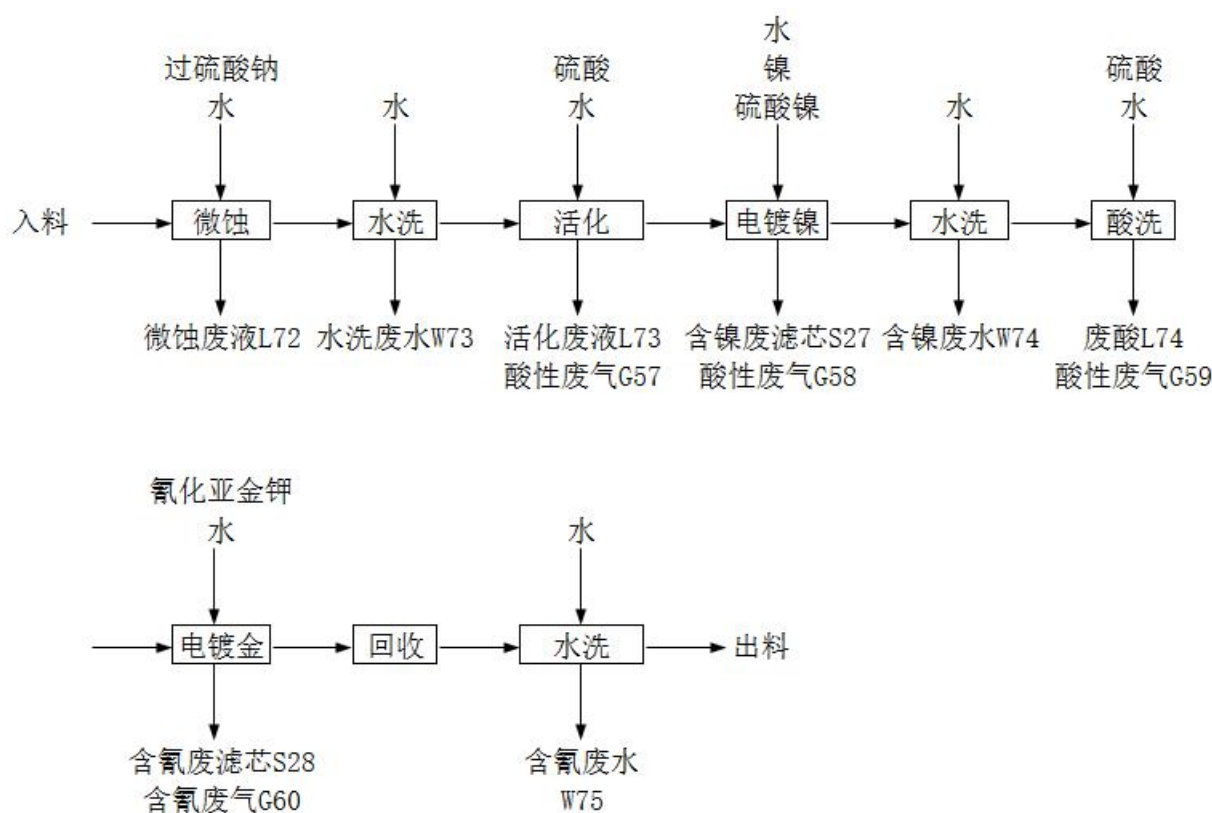 过硫酸钠
水
水
硫酸
水
水
镍
硫酸镍
水
硫酸
水
入料
微蚀
水洗
活化
电镀镍
水洗
酸洗
微蚀废液L72
水洗废水W73
活化废液L73
酸性废气G57
含镍废滤芯S27
酸性废气G58
含镍废水W74
废酸L74
酸性废气G59
氰化亚金钾
水
水
电镀金
回收
水洗
出料
含氰废滤芯S28
含氰废气G60
含氰废水
W75